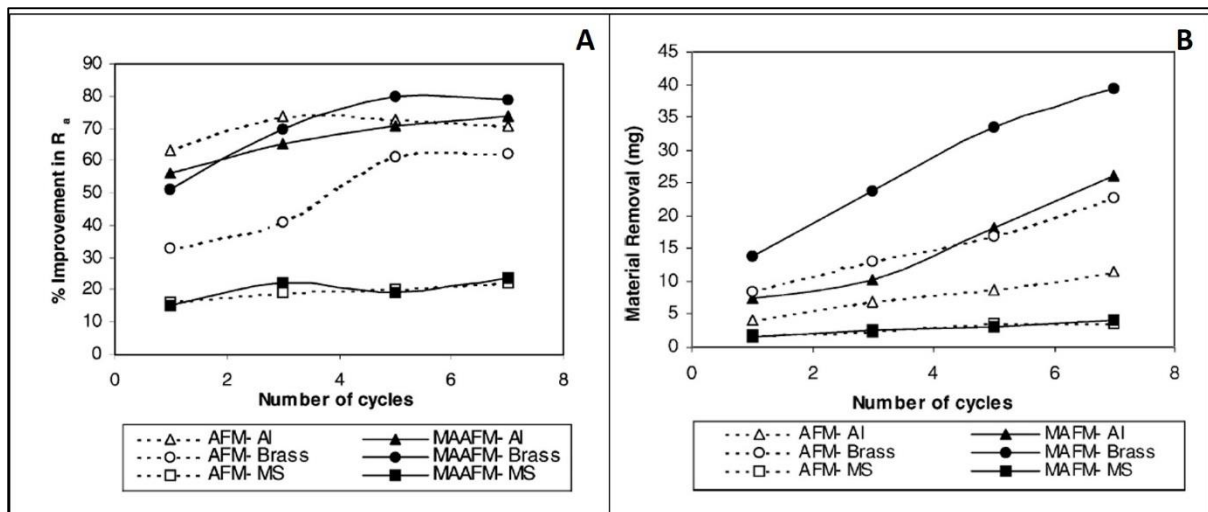 A
% Improvement in R a
90
80
70
60
50
40
30
20
10
0
0 2 4 6 8
Number of cycles
AFM- Al MAAFM- Al
AFM- Brass MAAFM- Brass
AFM- MS MAAFM- MS
B
Material Removal (mg)
45
40
35
30
25
20
15
10
5
0
0 2 4 6 8
Number of cycles
AFM- Al MAFM- Al
AFM- Brass MAFM- Brass
AFM- MS MAFM- MS